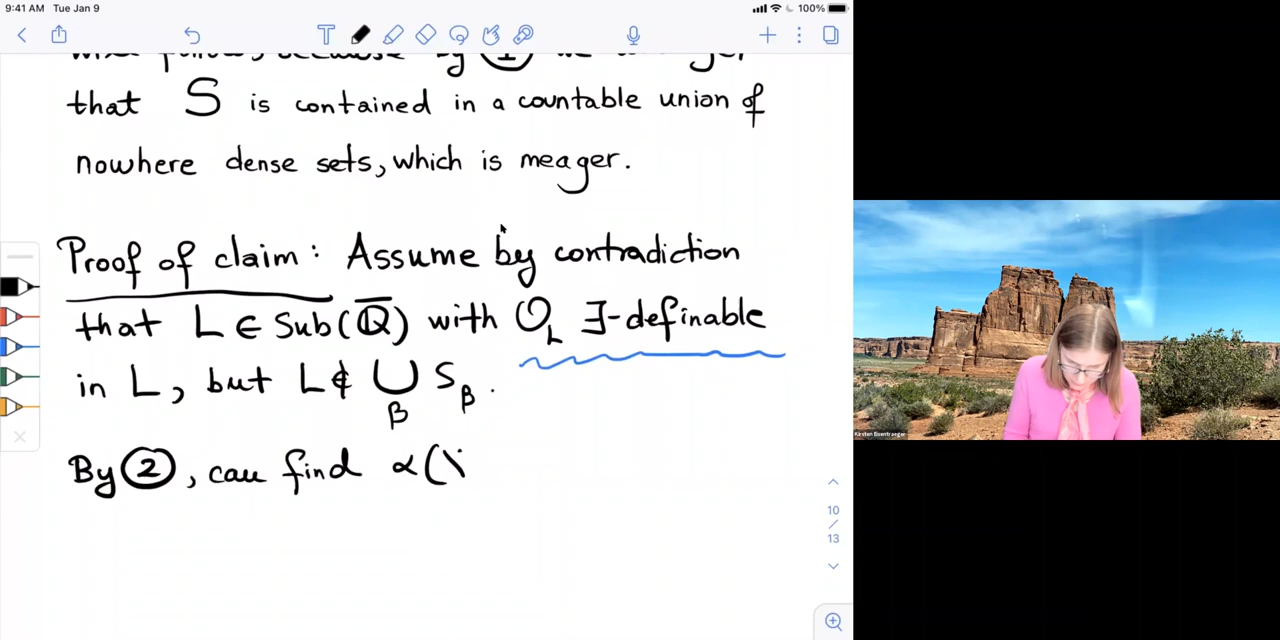 9:41 AM Tue Jan 9
100%
that S is contained in a countable union of
nowhere dense sets, which is meager.
Proof of claim: Assume by contradiction
that L ∈ Sub(Q̅) with O_L ∃-definable
in L, but L ∉ ⋃_β S_β.
By ②, can find α(
10
/
13
Kirsten Eisentraeger